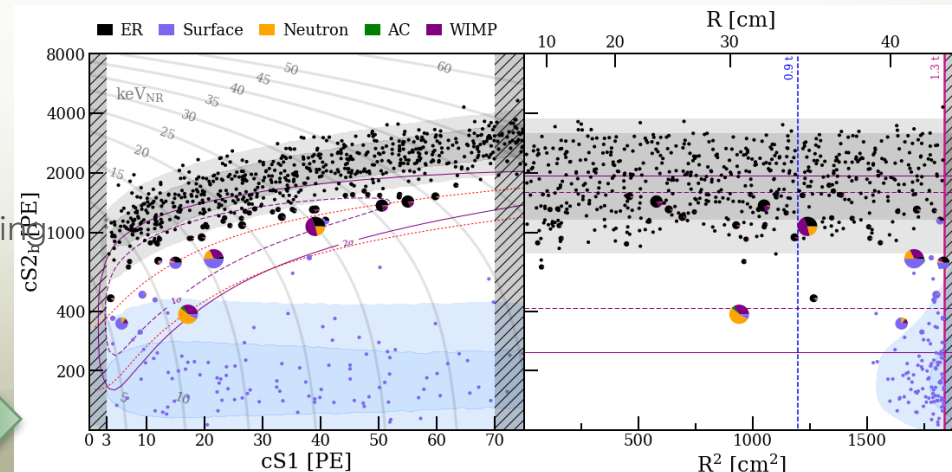 R [cm]
ER Surface Neutron AC WIMP
10 20 30 40
8000
4000
2000
1000
400
200
cS2b [PE]
keVNR
15 20 25 30 35 40 45 50 60
5 10
1σ
2σ
0.9 t
1.3 t
0 3 10 20 30 40 50 60 70
cS1 [PE]
500 1000 1500
R² [cm²]